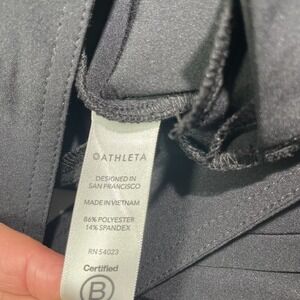 ATHLETA
DESIGNED IN
SAN FRANCISCO
MADE IN VIETNAM
86% POLYESTER
14% SPANDEX
RN 54023
Certified
B